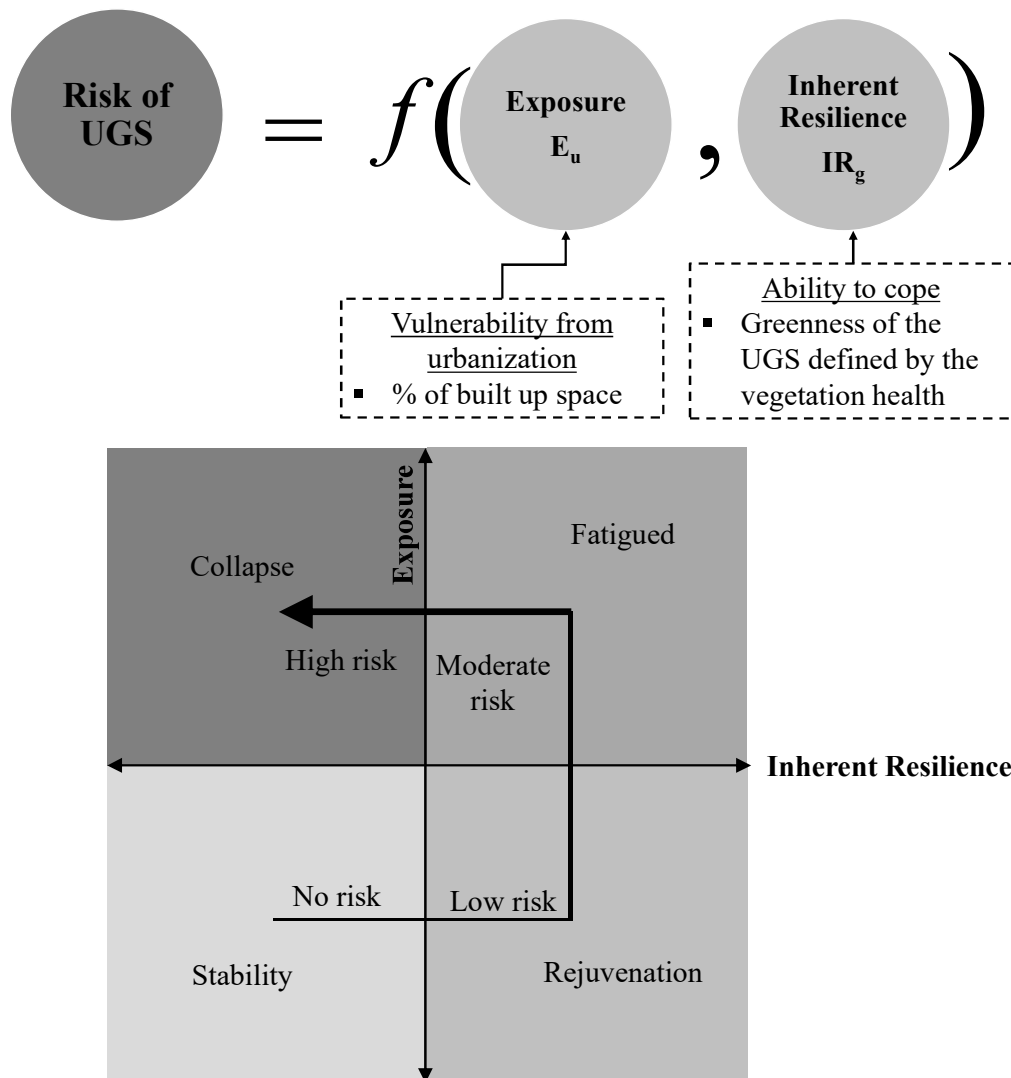 Risk of
UGS
=
f(
Exposure
E_u
,
Inherent
Resilience
IR_g
)
Vulnerability from
urbanization
▪ % of built up space
Ability to cope
▪ Greenness of the
UGS defined by the
vegetation health
Exposure
Fatigued
Collapse
High risk
Moderate
risk
Inherent Resilience
No risk
Low risk
Stability
Rejuvenation